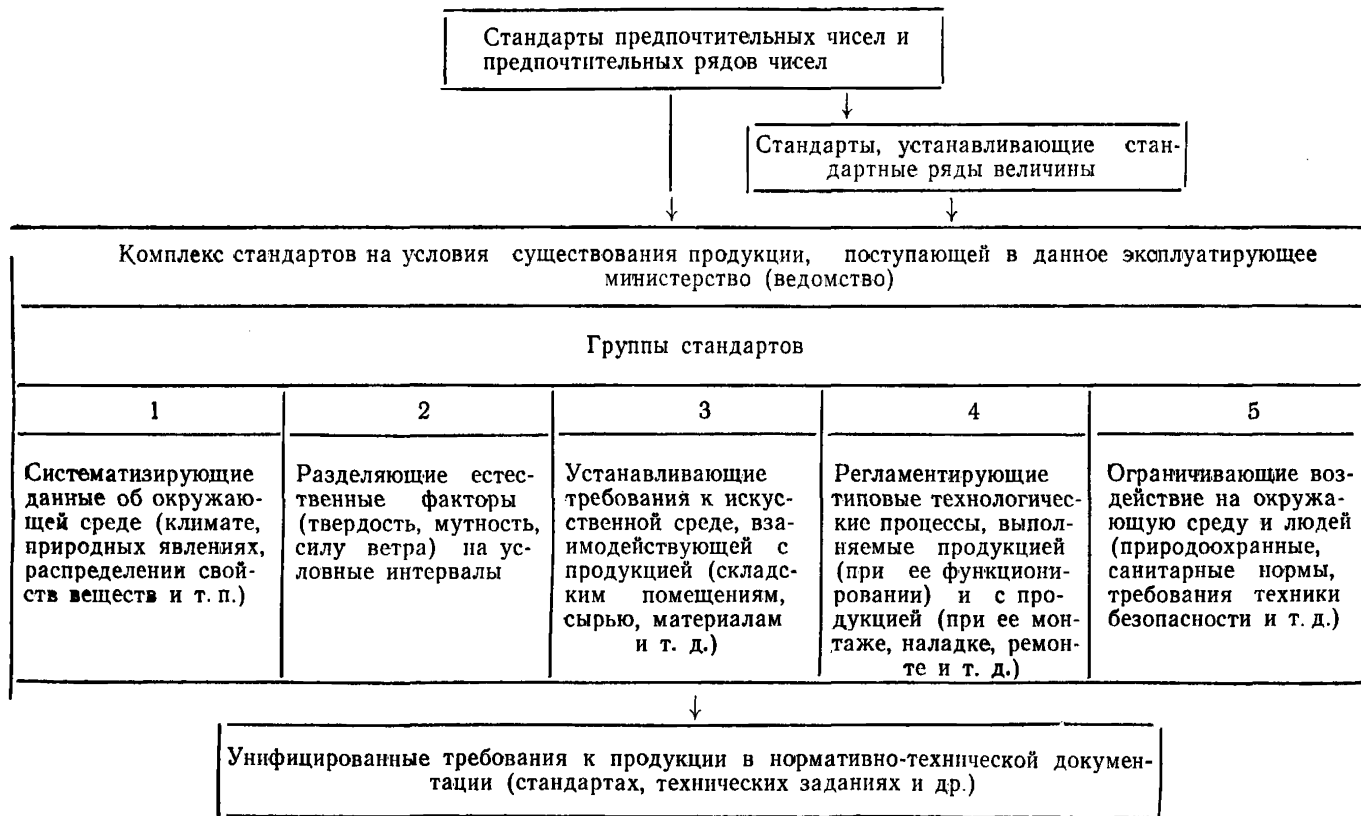 Стандарты предпочтительных чисел и
предпочтительных рядов чисел
Стандарты, устанавливающие стан-
дартные ряды величины
Комплекс стандартов на условия существования продукции, поступающей в данное эксплуатирующее
министерство (ведомство)
Группы стандартов
1
2
3
4
5
Систематизирующие
данные об окружаю-
щей среде (климате,
природных явлениях,
распределении свой-
ств веществ и т. п.)
Разделяющие естес-
твенные факторы
(твердость, мутность,
силу ветра) на ус-
ловные интервалы
Устанавливающие
требования к искус-
ственной среде, вза-
имодействующей с
продукцией (складс-
ким помещениям,
сырью, материалам
и т. д.)
Регламентирующие
типовые технологичес-
кие процессы, выпол-
няемые продукцией
(при ее функциони-
ровании) и с про-
дукцией (при ее мон-
таже, наладке, ремон-
те и т. д.)
Ограничивающие воз-
действие на окружа-
ющую среду и людей
(природоохранные,
санитарные нормы,
требования техники
безопасности и т. д.)
Унифицированные требования к продукции в нормативно-технической докумен-
тации (стандартах, технических заданиях и др.)